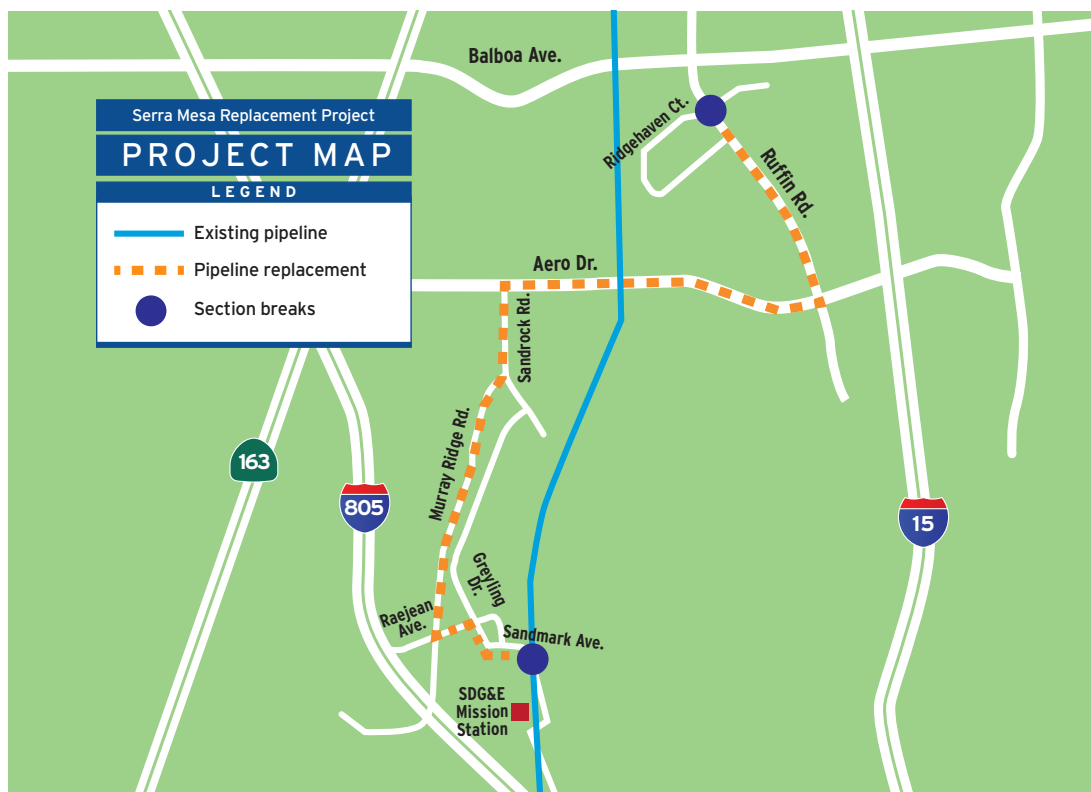 Balboa Ave.
Serra Mesa Replacement Project
PROJECT MAP
LEGEND
Existing pipeline
Pipeline replacement
Section breaks
Ridgehaven Ct.
Ruffin Rd.
Aero Dr.
Sandrock Rd.
Murray Ridge Rd.
163
805
15
Greyling
Dr.
Raejean
Ave.
Sandmark Ave.
SDG&E
Mission
Station